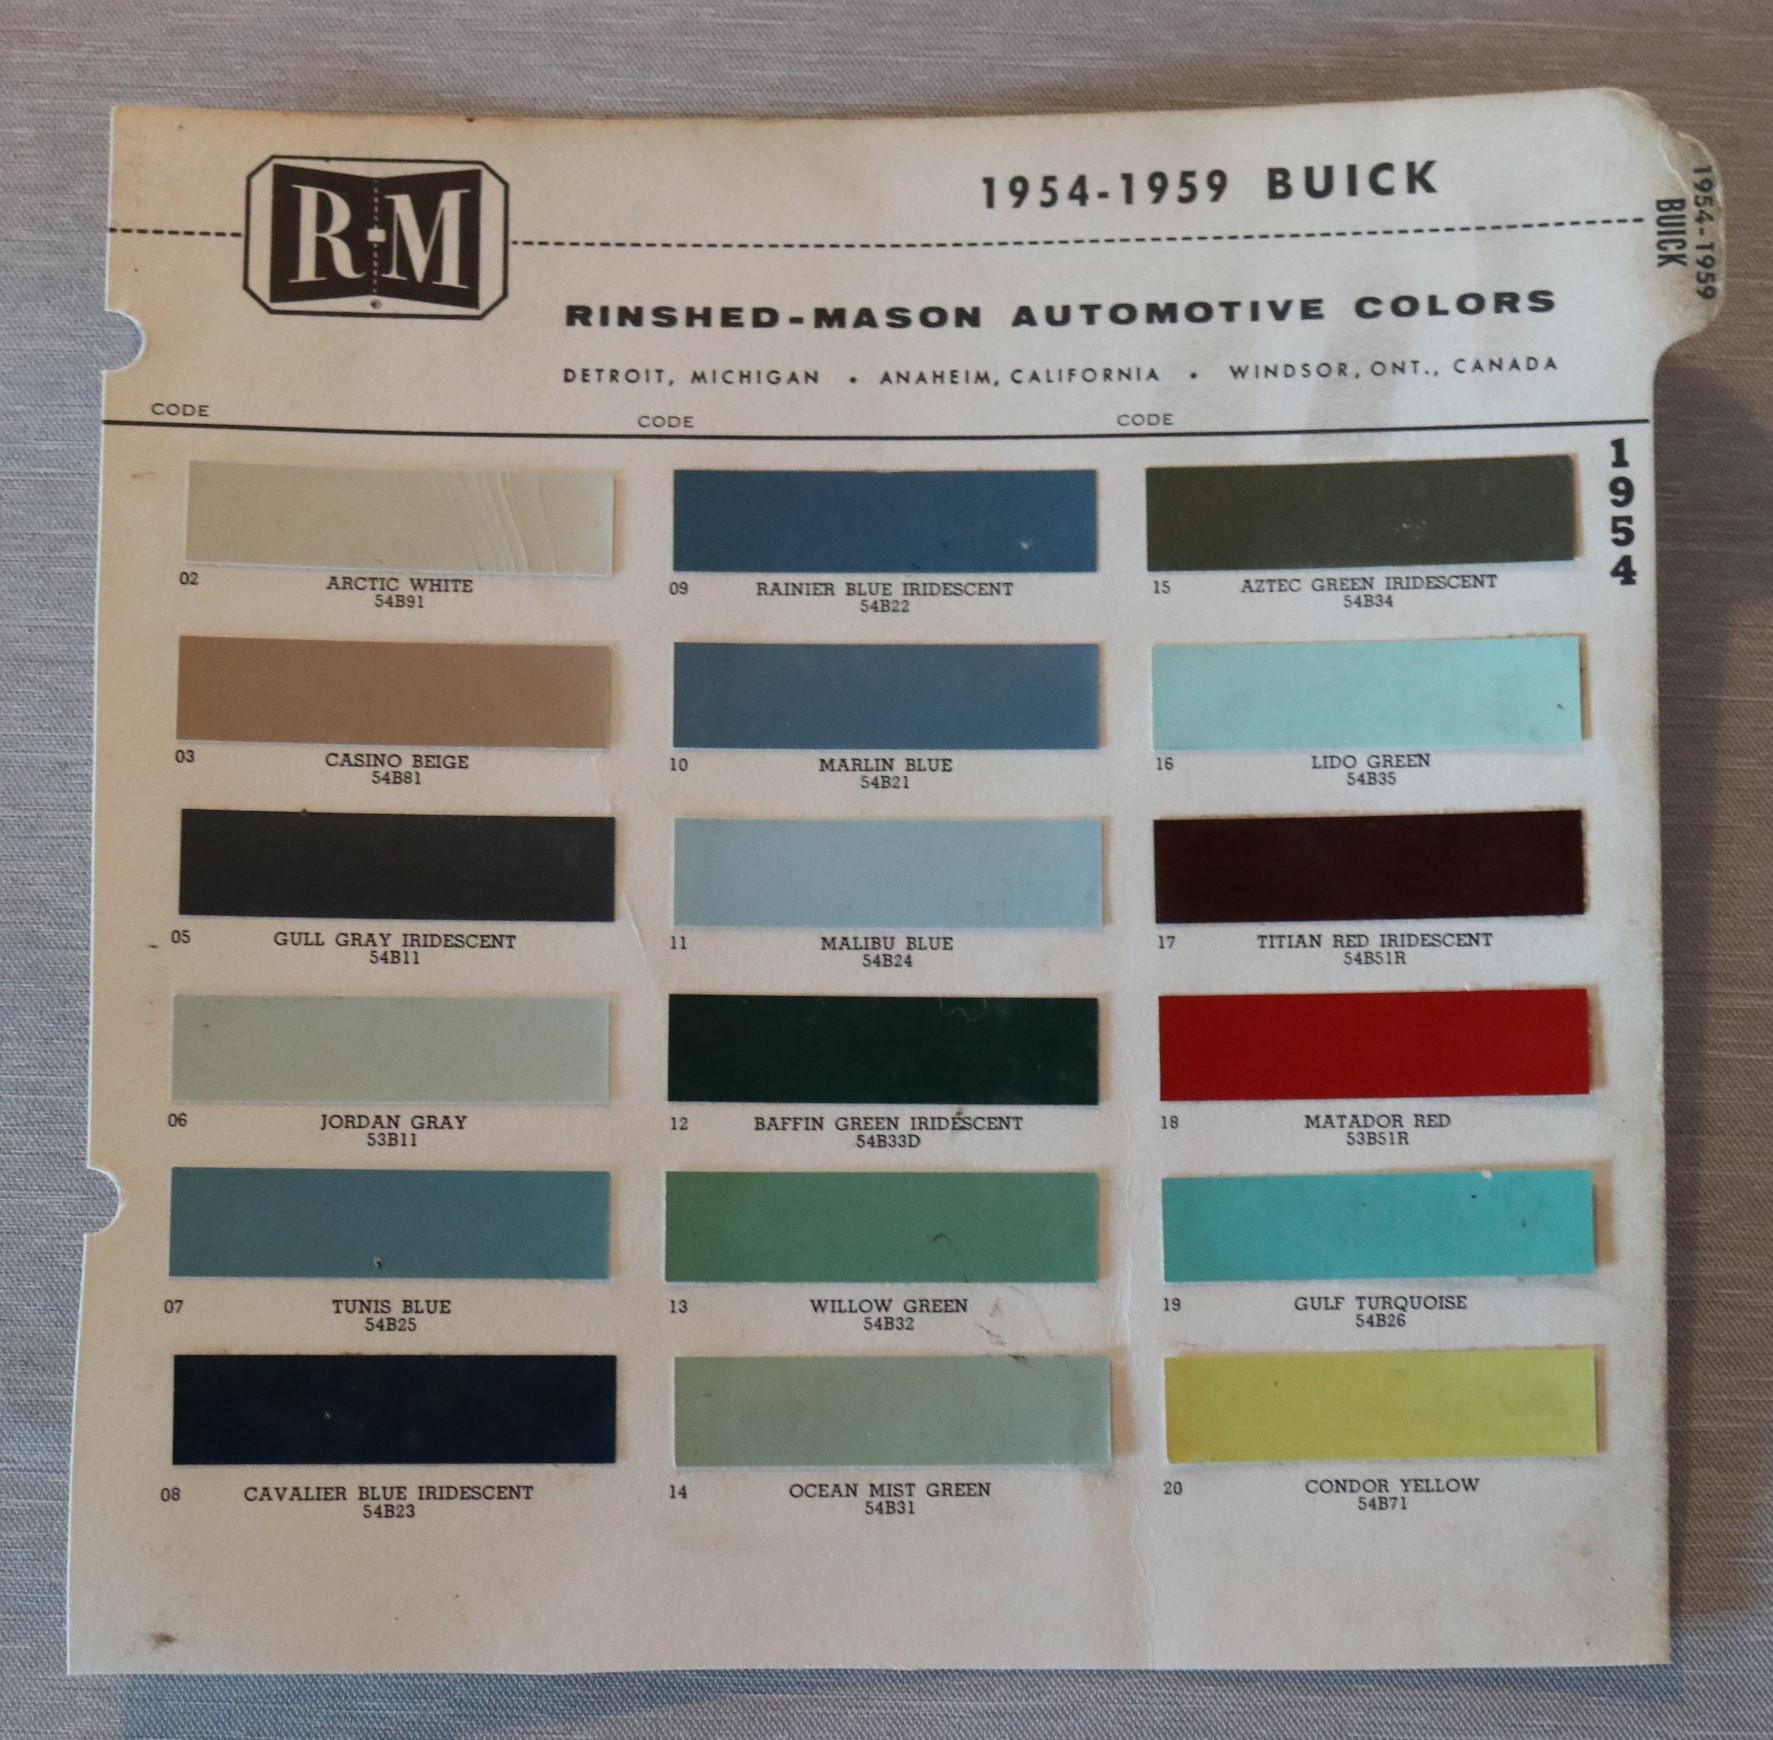 R-M
1954-1959 BUICK
1954-1959
BUICK
RINSHED-MASON AUTOMOTIVE COLORS
DETROIT, MICHIGAN • ANAHEIM, CALIFORNIA • WINDSOR, ONT., CANADA
CODE CODE CODE
1954
02 ARCTIC WHITE
54B91
09 RAINIER BLUE IRIDESCENT
54B22
15 AZTEC GREEN IRIDESCENT
54B34
03 CASINO BEIGE
54B81
10 MARLIN BLUE
54B21
16 LIDO GREEN
54B35
05 GULL GRAY IRIDESCENT
54B11
11 MALIBU BLUE
54B24
17 TITIAN RED IRIDESCENT
54B51R
06 JORDAN GRAY
53B11
12 BAFFIN GREEN IRIDESCENT
54B33D
18 MATADOR RED
53B51R
07 TUNIS BLUE
54B25
13 WILLOW GREEN
54B32
19 GULF TURQUOISE
54B26
08 CAVALIER BLUE IRIDESCENT
54B23
14 OCEAN MIST GREEN
54B31
20 CONDOR YELLOW
54B71